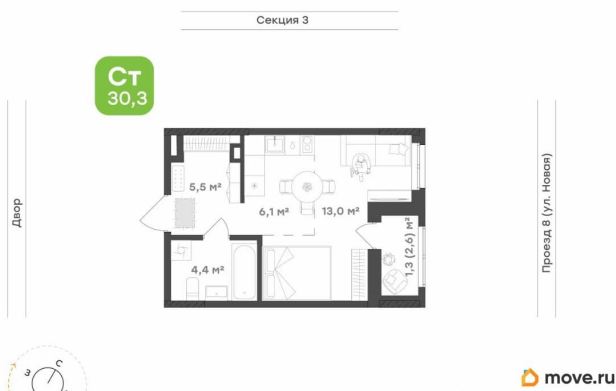 Секция 3
Ст
30,3
Двор
5,5 м²
6,1 м²
13,0 м²
4,4 м²
1,3 (2,6) м²
Проезд 8 (ул. Новая)
С
З
move.ru